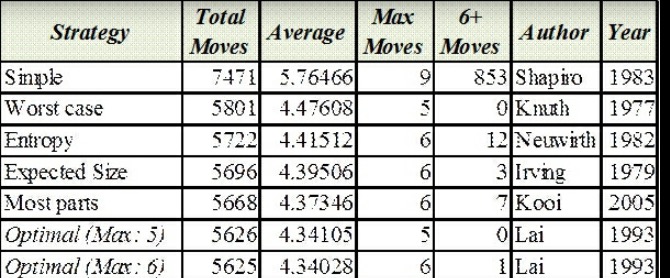 Strategy Total Moves Average Max Moves 6+ Moves Author Year
Simple 7471 5.76466 9 853 Shapiro 1983
Worst case 5801 4.47608 5 0 Knuth 1977
Entropy 5722 4.41512 6 12 Neuwirth 1982
Expected Size 5696 4.39506 6 3 Irving 1979
Most parts 5668 4.37346 6 7 Kooi 2005
Optimal (Max: 5) 5626 4.34105 5 0 Lai 1993
Optimal (Max: 6) 5625 4.34028 6 1 Lai 1993